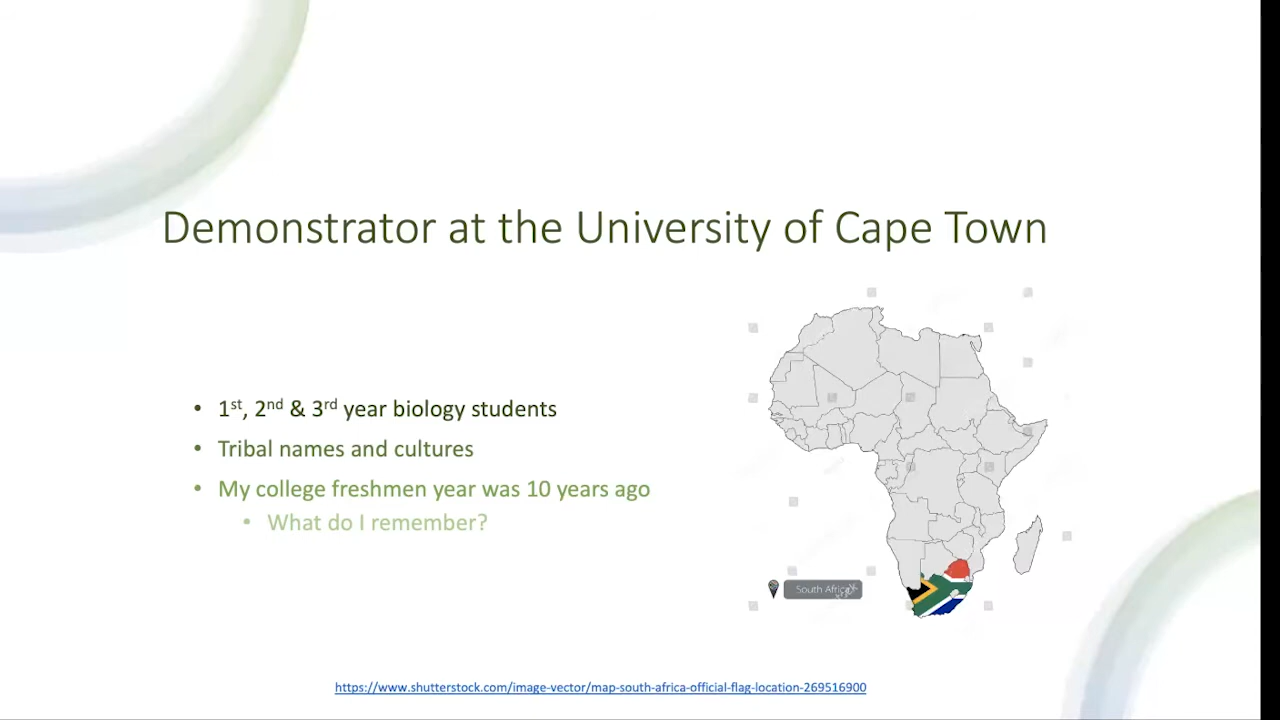 Demonstrator at the University of Cape Town
• 1st, 2nd & 3rd year biology students
• Tribal names and cultures
• My college freshmen year was 10 years ago
• What do I remember?
South Africa
https://www.shutterstock.com/image-vector/map-south-africa-official-flag-location-269516900